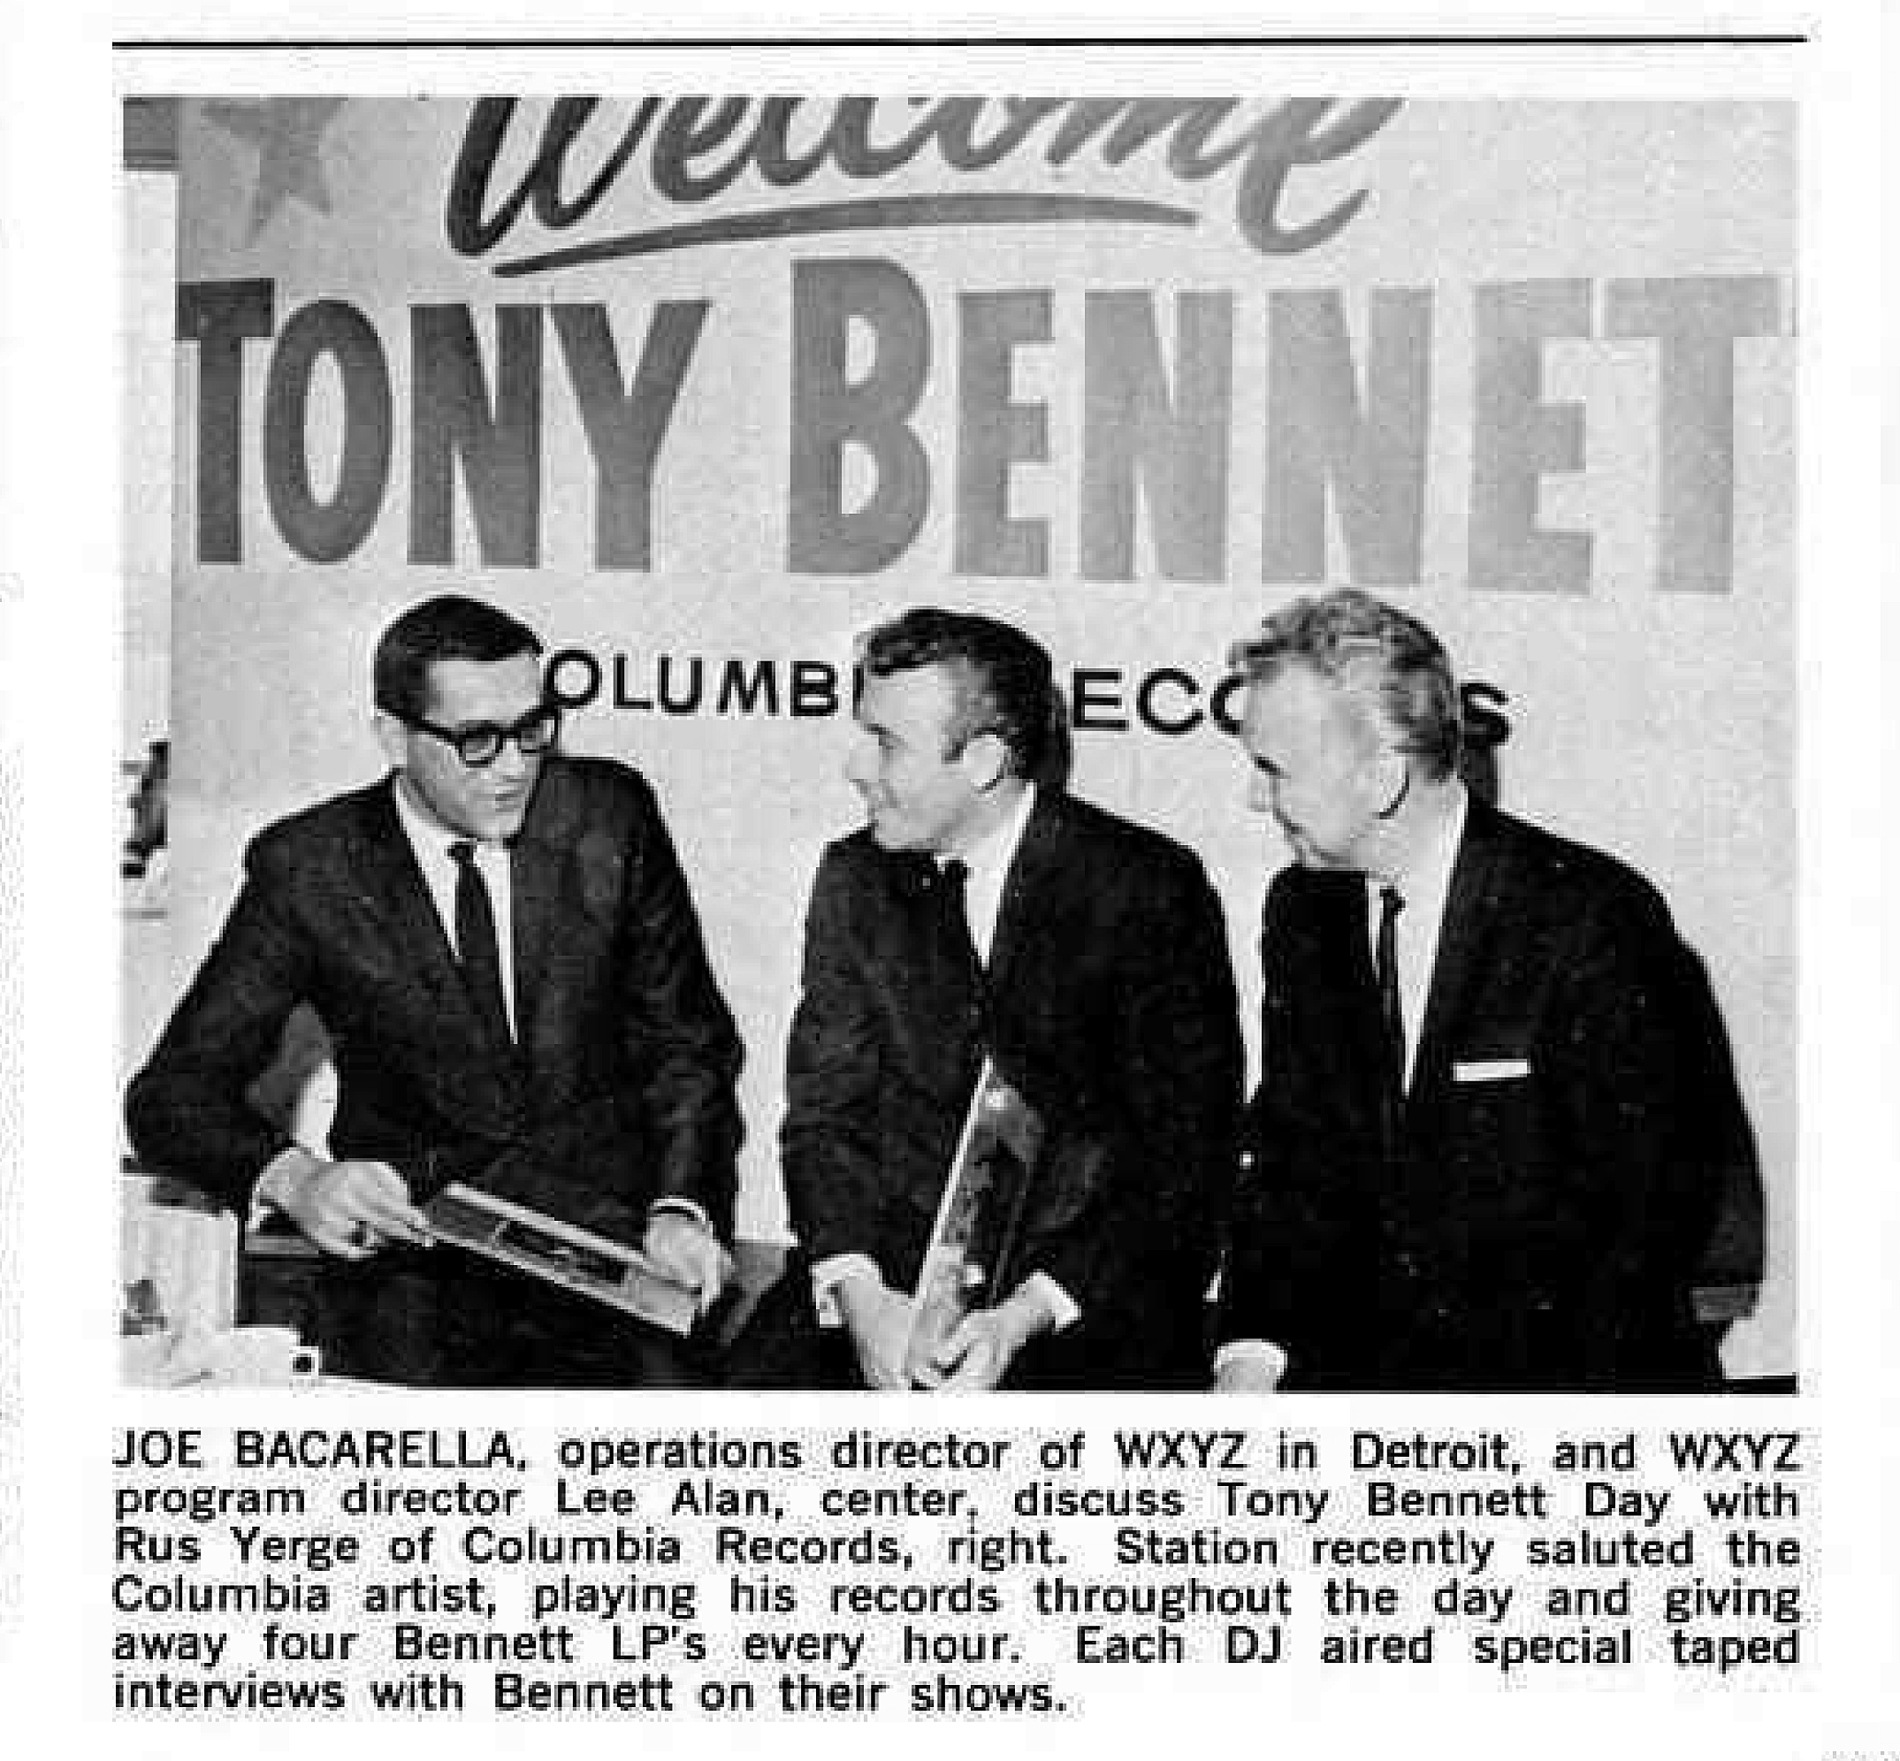 Welcome
TONY BENNET
OLUMB ECO S
JOE BACARELLA, operations director of WXYZ in Detroit, and WXYZ
program director Lee Alan, center, discuss Tony Bennett Day with
Rus Yerge of Columbia Records, right. Station recently saluted the
Columbia artist, playing his records throughout the day and giving
away four Bennett LP's every hour. Each DJ aired special taped
interviews with Bennett on their shows.